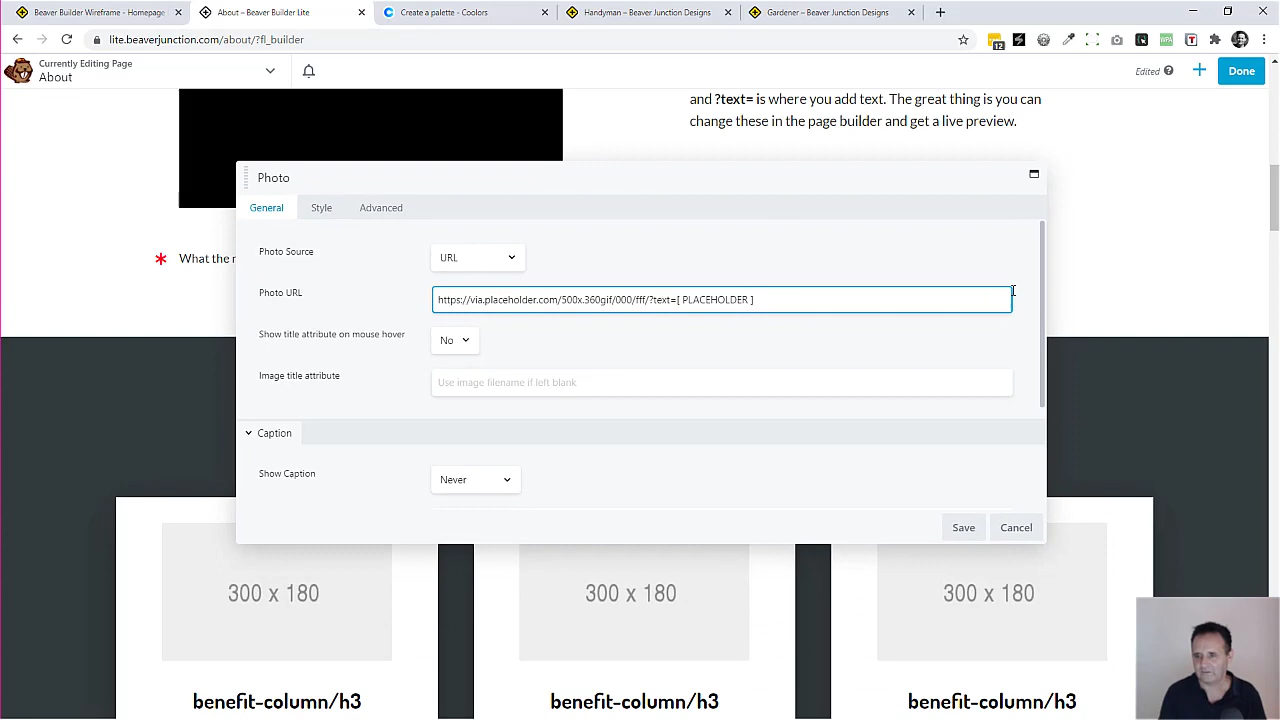 Beaver Builder Wireframe - Homepage
About – Beaver Builder Lite
Create a palette - Coolors
Handyman – Beaver Junction Designs
Gardener – Beaver Junction Designs
lite.beaverjunction.com/about/?fl_builder
12
WPA
T
Currently Editing Page
About
Edited
Done
and ?text= is where you add text. The great thing is you can
change these in the page builder and get a live preview.
Photo
General
Style
Advanced
Photo Source
URL
What the
Photo URL
https://via.placeholder.com/500x.360gif/000/fff/?text=[ PLACEHOLDER ]
Show title attribute on mouse hover
No
Image title attribute
Use image filename if left blank
Caption
Show Caption
Never
Save
Cancel
300 x 180
300 x 180
300 x 180
benefit-column/h3
benefit-column/h3
benefit-column/h3